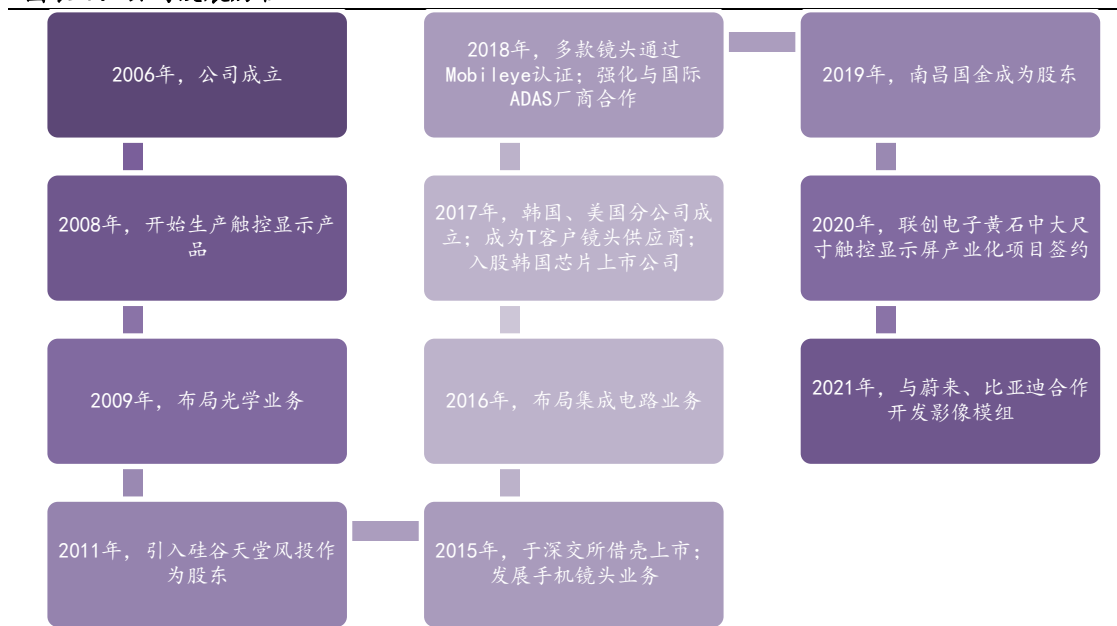 2006年，公司成立
2008年，开始生产触控显示产
品
2009年，布局光学业务
2011年，引入硅谷天堂风投作
为股东
2015年，于深交所借壳上市；
发展手机镜头业务
2016年，布局集成电路业务
2017年，韩国、美国分公司成
立；成为T客户镜头供应商；
入股韩国芯片上市公司
2018年，多款镜头通过
Mobileye认证；强化与国际
ADAS厂商合作
2019年，南昌国金成为股东
2020年，联创电子黄石中大尺
寸触控显示屏产业化项目签约
2021年，与蔚来、比亚迪合作
开发影像模组